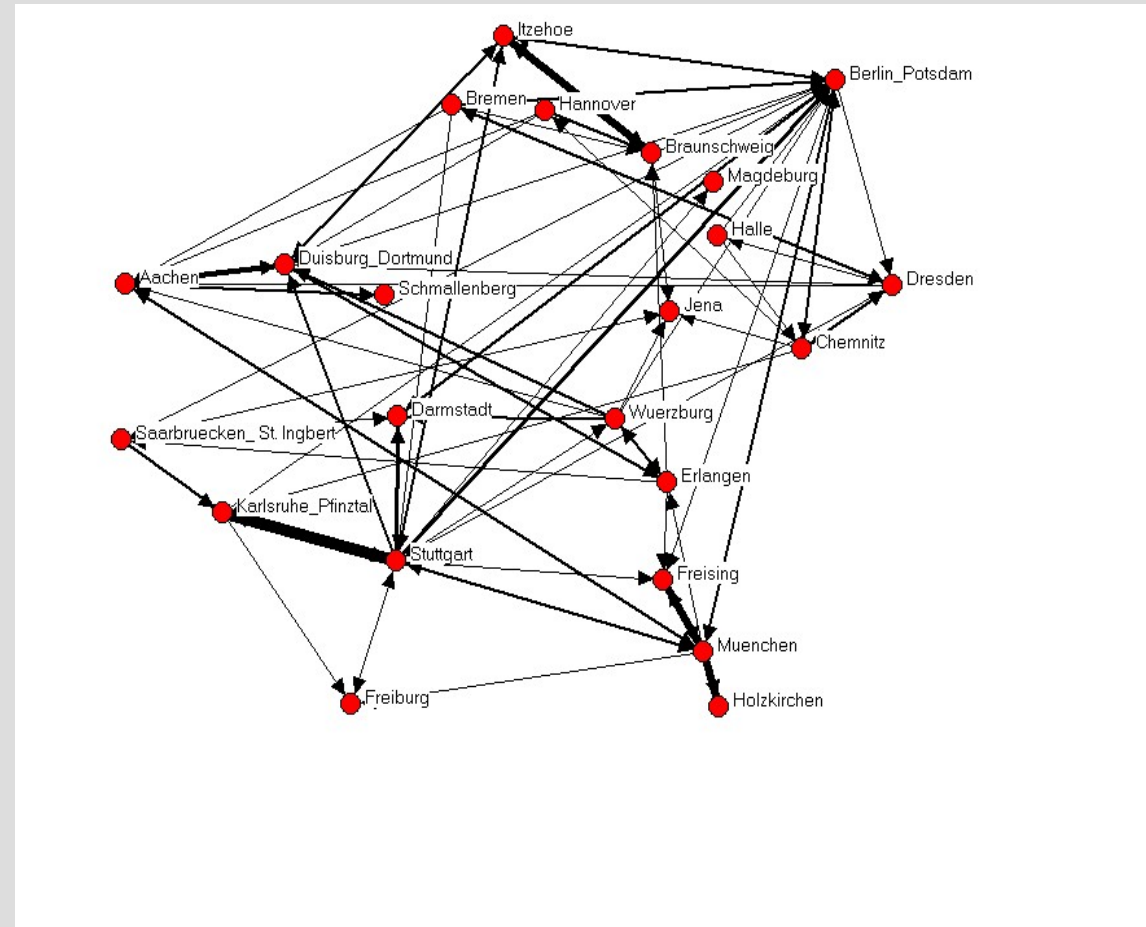 Itzehoe
Berlin_Potsdam
Bremen
Hannover
Braunschweig
Magdeburg
Halle
Duisburg_Dortmund
Aachen
Dresden
Schmallenberg
Jena
Chemnitz
Darmstadt
Wuerzburg
Saarbruecken_ St. Ingbert
Erlangen
Karlsruhe_Pfinztal
Stuttgart
Freising
Muenchen
Freiburg
Holzkirchen